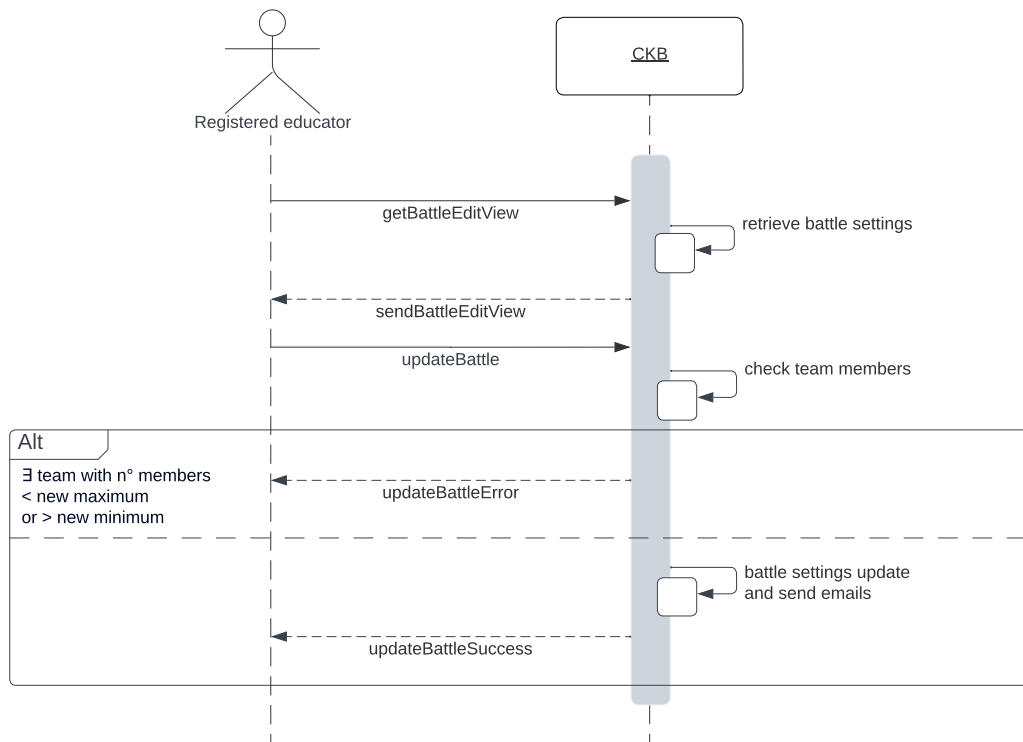 CKB
Registered educator
getBattleEditView
retrieve battle settings
sendBattleEditView
updateBattle
check team members
Alt
∃ team with n° members
< new maximum
or > new minimum
updateBattleError
battle settings update
and send emails
updateBattleSuccess